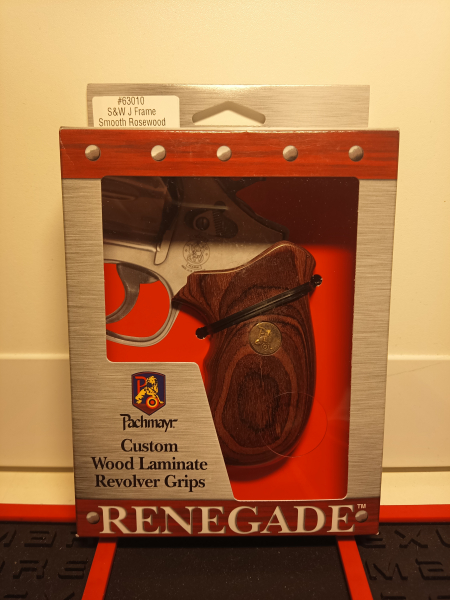 #63010
S&W J Frame
Smooth Rosewood
Pachmayr
Custom
Wood Laminate
Revolver Grips
RENEGADE™